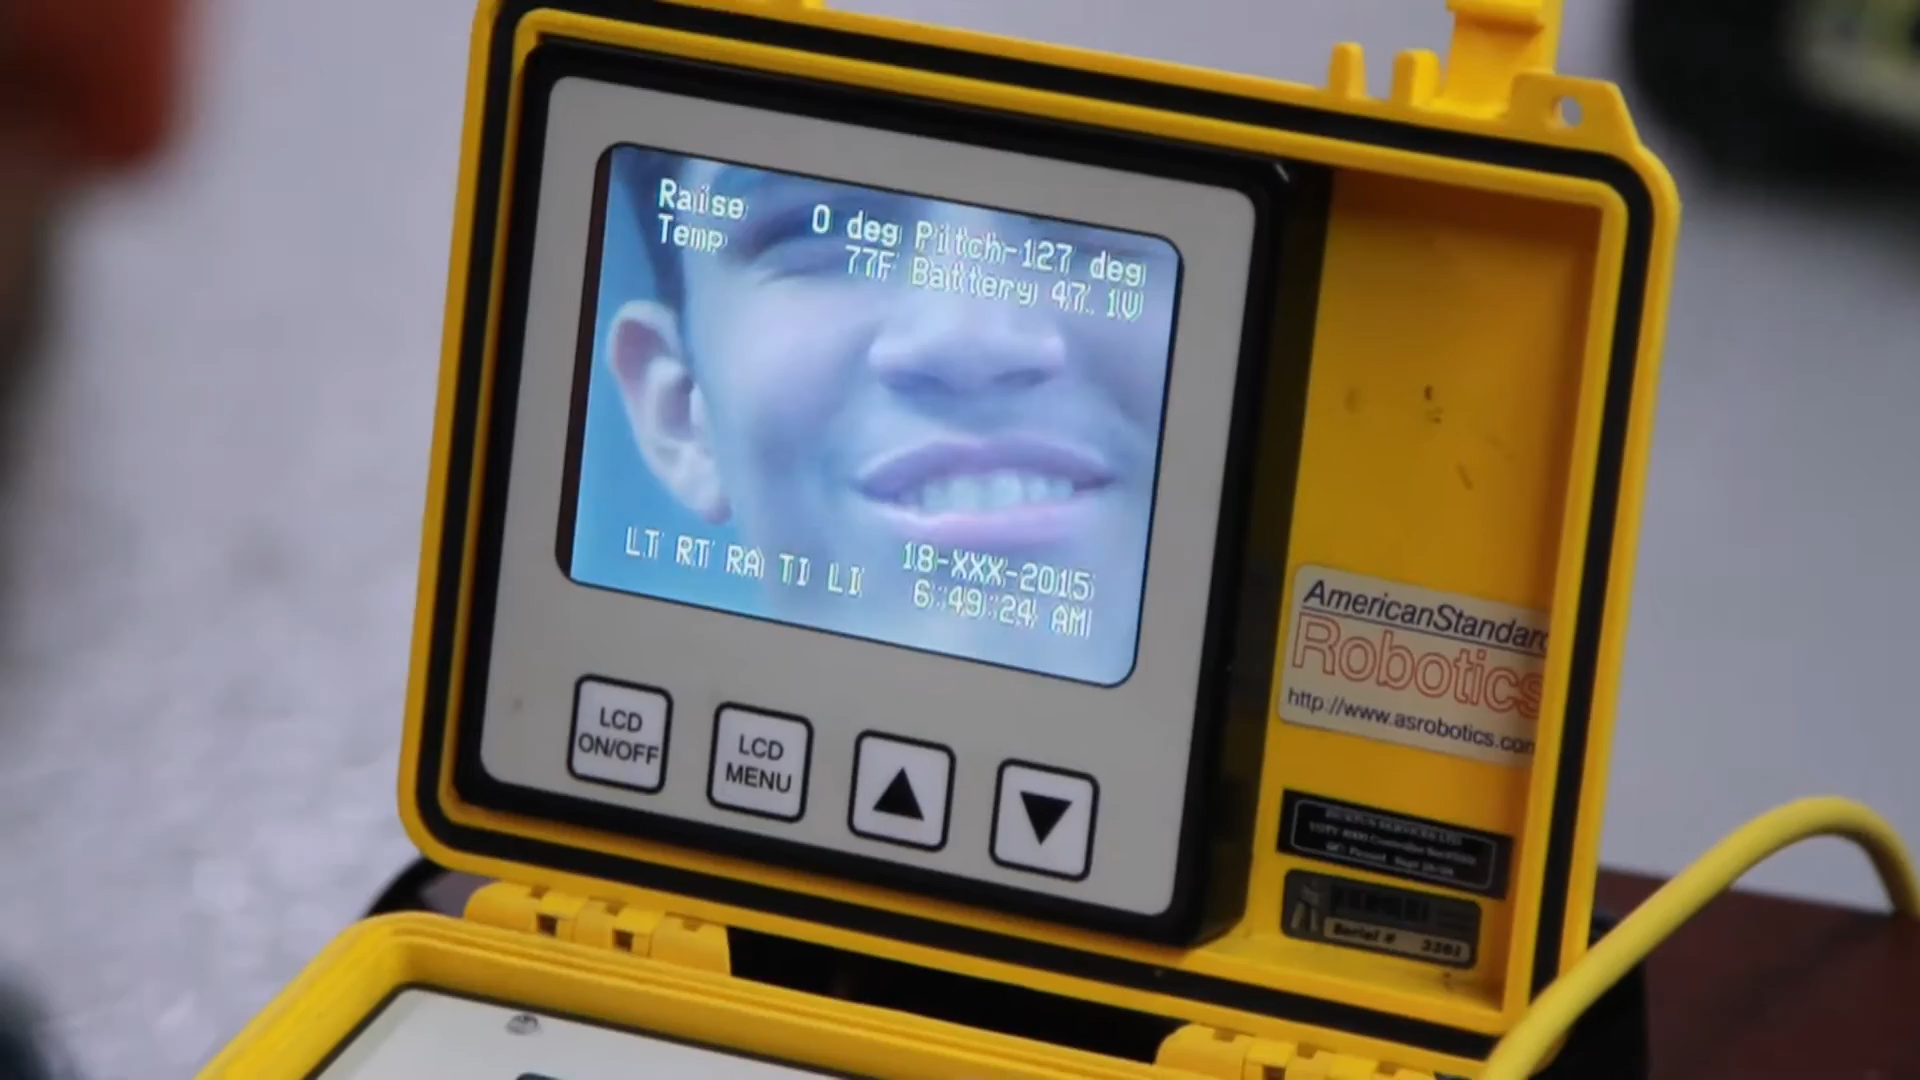 Raise 0 deg Pitch-127 deg
Temp 77F Battery 47.1V
LT RT RA TI LI 18-XXX-2015
6:49:24 AM
LCD ON/OFF
LCD MENU
AmericanStandard
Robotics
http://www.asrobotics.com
Serial #